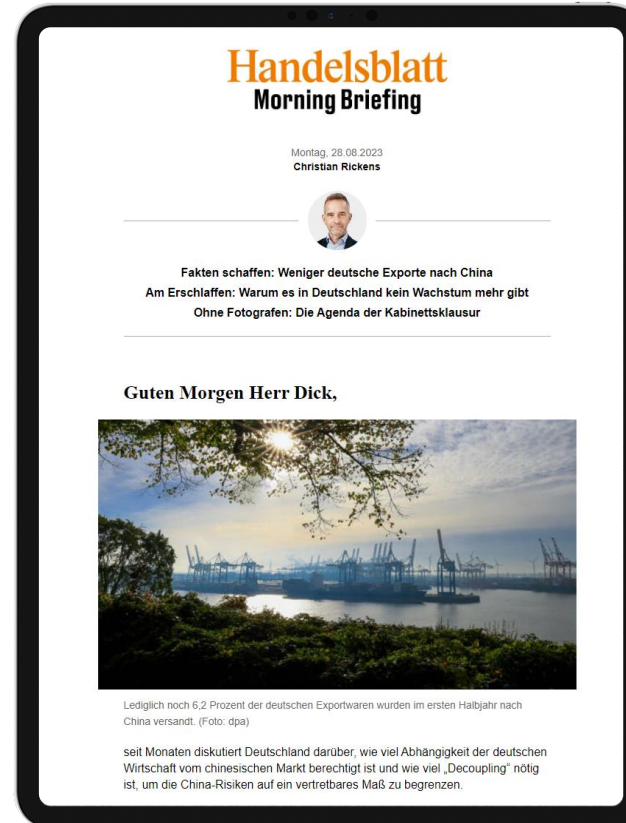 Handelsblatt
Morning Briefing
Montag, 28.08.2023
Christian Rickens
Fakten schaffen: Weniger deutsche Exporte nach China
Am Erschlaffen: Warum es in Deutschland kein Wachstum mehr gibt
Ohne Fotografen: Die Agenda der Kabinettsklausur
Guten Morgen Herr Dick,
Lediglich noch 6,2 Prozent der deutschen Exportwaren wurden im ersten Halbjahr nach
China versandt. (Foto: dpa)
seit Monaten diskutiert Deutschland darüber, wie viel Abhängigkeit der deutschen
Wirtschaft vom chinesischen Markt berechtigt ist und wie viel „Decoupling“ nötig
ist, um die China-Risiken auf ein vertretbares Maß zu begrenzen.